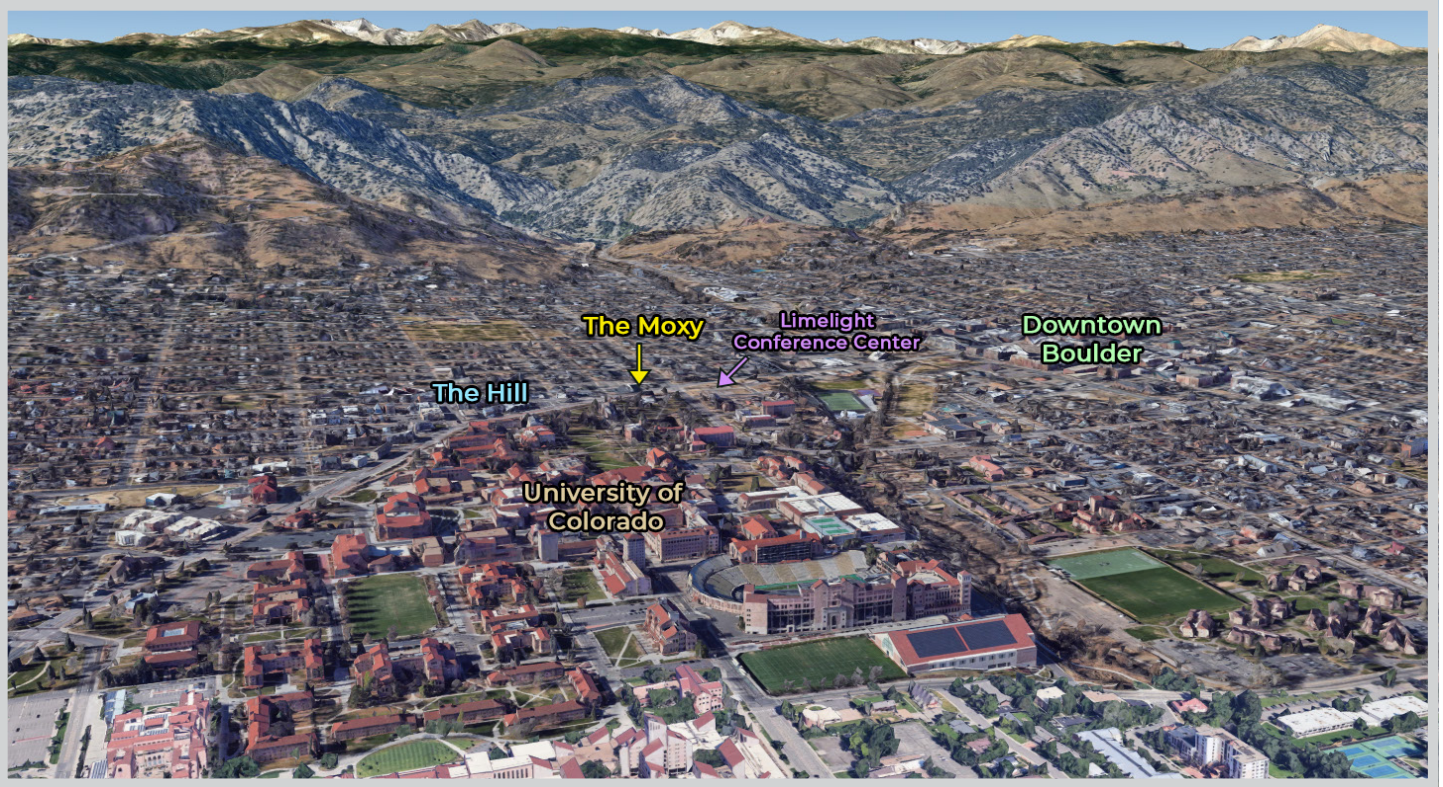 The Moxy
Limelight
Conference Center
Downtown
Boulder
The Hill
University of
Colorado